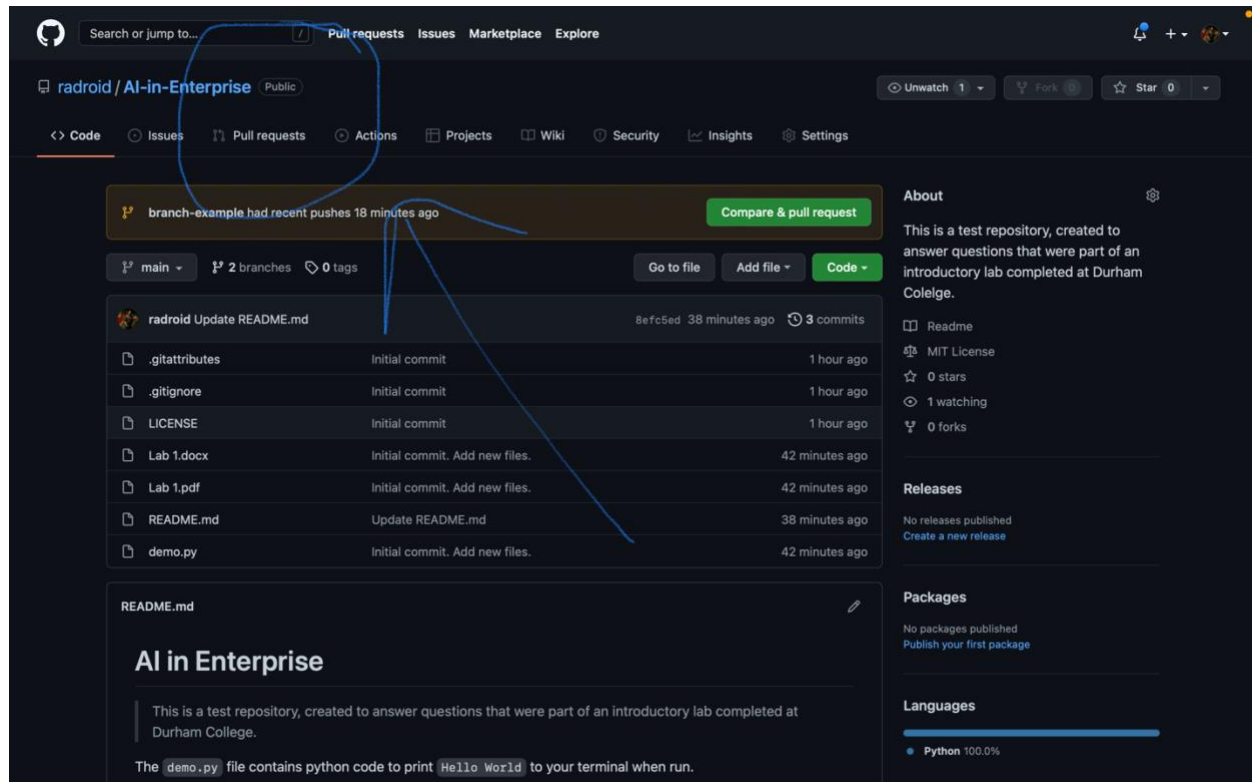 Search or jump to... / Pull requests Issues Marketplace Explore
radroid / AI-in-Enterprise Public Unwatch 1 Fork 0 Star 0
Code Issues Pull requests Actions Projects Wiki Security Insights Settings
branch-example had recent pushes 18 minutes ago Compare & pull request
main 2 branches 0 tags Go to file Add file Code
radroid Update README.md 8efc5ed 38 minutes ago 3 commits
.gitattributes Initial commit 1 hour ago
.gitignore Initial commit 1 hour ago
LICENSE Initial commit 1 hour ago
Lab 1.docx Initial commit. Add new files. 42 minutes ago
Lab 1.pdf Initial commit. Add new files. 42 minutes ago
README.md Update README.md 38 minutes ago
demo.py Initial commit. Add new files. 42 minutes ago
README.md
AI in Enterprise
This is a test repository, created to answer questions that were part of an introductory lab completed at
Durham College.
The demo.py file contains python code to print Hello World to your terminal when run.
About
This is a test repository, created to
answer questions that were part of an
introductory lab completed at Durham
Colelge.
Readme
MIT License
0 stars
1 watching
0 forks
Releases
No releases published
Create a new release
Packages
No packages published
Publish your first package
Languages
Python 100.0%